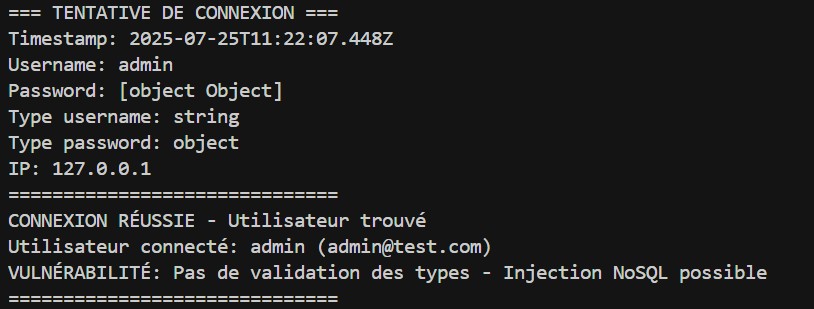 === TENTATIVE DE CONNEXION ===
Timestamp: 2025-07-25T11:22:07.448Z
Username: admin
Password: [object Object]
Type username: string
Type password: object
IP: 127.0.0.1
==============================
CONNEXION RÉUSSIE - Utilisateur trouvé
Utilisateur connecté: admin (admin@test.com)
VULNÉRABILITÉ: Pas de validation des types - Injection NoSQL possible
==============================